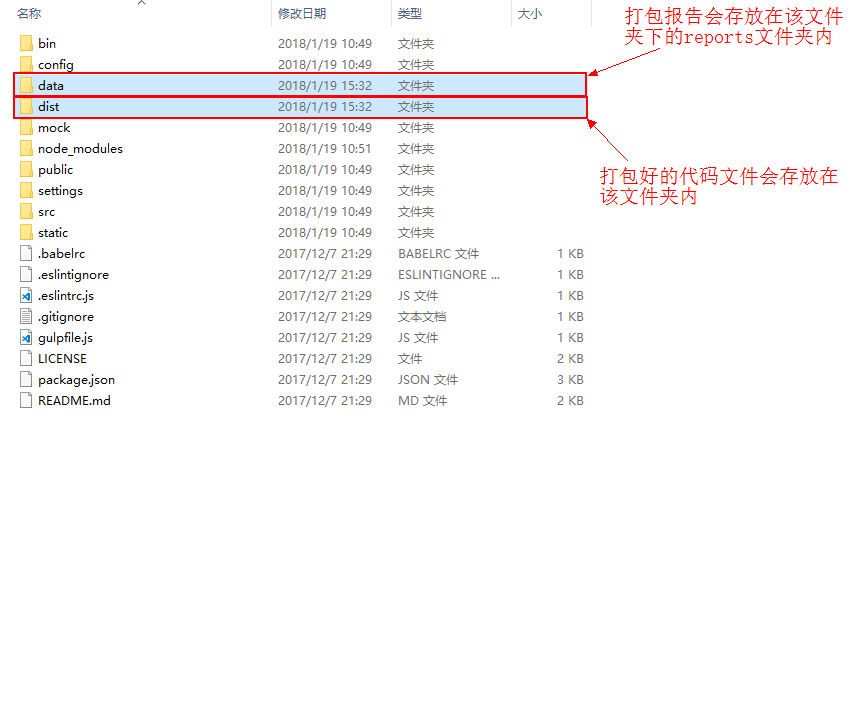 名称 修改日期 类型 大小
打包报告会存放在该文件
夹下的reports文件夹内
bin 2018/1/19 10:49 文件夹
config 2018/1/19 10:49 文件夹
data 2018/1/19 15:32 文件夹
dist 2018/1/19 15:32 文件夹
mock 2018/1/19 10:49 文件夹
node_modules 2018/1/19 10:51 文件夹
public 2018/1/19 10:49 文件夹
打包好的代码文件会存放在
该文件夹内
settings 2018/1/19 10:49 文件夹
src 2018/1/19 10:49 文件夹
static 2018/1/19 10:49 文件夹
.babelrc 2017/12/7 21:29 BABELRC 文件 1 KB
.eslintignore 2017/12/7 21:29 ESLINTIGNORE ... 1 KB
.eslintrc.js 2017/12/7 21:29 JS 文件 1 KB
.gitignore 2017/12/7 21:29 文本文档 1 KB
gulpfile.js 2017/12/7 21:29 JS 文件 1 KB
LICENSE 2017/12/7 21:29 文件 2 KB
package.json 2017/12/7 21:29 JSON 文件 3 KB
README.md 2017/12/7 21:29 MD 文件 2 KB